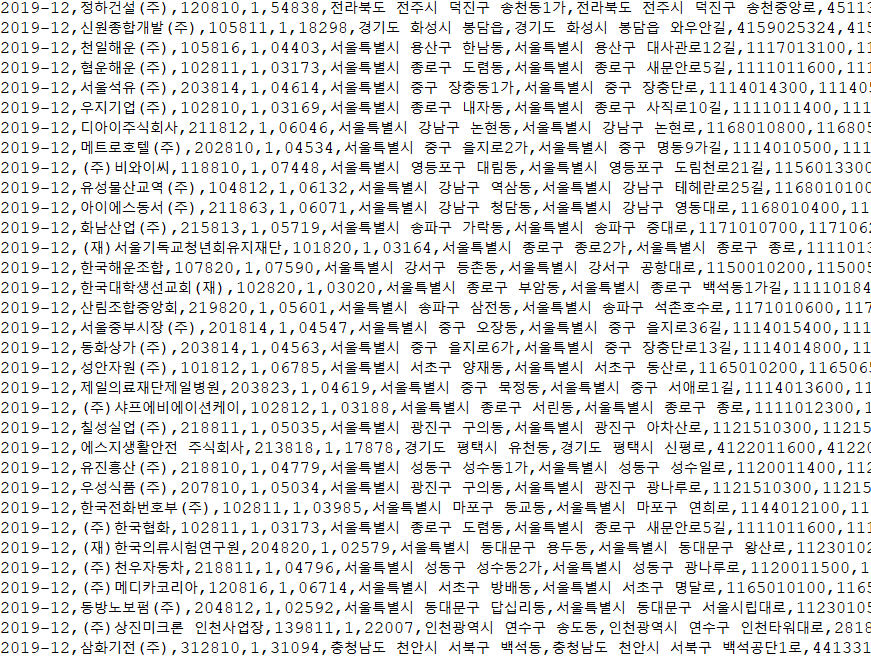 2019-12,정하건설(주),120810,1,54838,전라북도 전주시 덕진구 송천동1가,전라북도 전주시 덕진구 송천중앙로,45113
2019-12,신원종합개발(주),105811,1,18298,경기도 화성시 봉담읍,경기도 화성시 봉담읍 와우안길,4159025324,415
2019-12,천일해운(주),105816,1,04403,서울특별시 용산구 한남동,서울특별시 용산구 대사관로12길,1117013100,111
2019-12,협운해운(주),102811,1,03173,서울특별시 종로구 도렴동,서울특별시 종로구 새문안로5길,1111011600,111
2019-12,서울석유(주),203814,1,04614,서울특별시 중구 장충동1가,서울특별시 중구 장충단로,1114014300,111405
2019-12,우지기업(주),102810,1,03169,서울특별시 종로구 내자동,서울특별시 종로구 사직로10길,1111011400,111
2019-12,디아이주식회사,211812,1,06046,서울특별시 강남구 논현동,서울특별시 강남구 논현로,1168010800,116805
2019-12,메트로호텔(주),202810,1,04534,서울특별시 중구 을지로2가,서울특별시 중구 명동9가길,1114010500,111
2019-12,(주)비와이씨,118810,1,07448,서울특별시 영등포구 대림동,서울특별시 영등포구 도림천로21길,1156013300
2019-12,유성물산교역(주),104812,1,06132,서울특별시 강남구 역삼동,서울특별시 강남구 테헤란로25길,1168010100
2019-12,아이에스동서(주),211863,1,06071,서울특별시 강남구 청담동,서울특별시 강남구 영동대로,1168010400,11
2019-12,화남산업(주),215813,1,05719,서울특별시 송파구 가락동,서울특별시 송파구 중대로,1171010700,1171062
2019-12,(재)서울기독교청년회유지재단,101820,1,03164,서울특별시 종로구 종로2가,서울특별시 종로구 종로,1111013
2019-12,한국해운조합,107820,1,07590,서울특별시 강서구 등촌동,서울특별시 강서구 공항대로,1150010200,115005
2019-12,한국대학생선교회(재),102820,1,03020,서울특별시 종로구 부암동,서울특별시 종로구 백석동1가길,11110184
2019-12,산림조합중앙회,219820,1,05601,서울특별시 송파구 삼전동,서울특별시 송파구 석촌호수로,1171010600,117
2019-12,서울중부시장(주),201814,1,04547,서울특별시 중구 오장동,서울특별시 중구 을지로36길,1114015400,111
2019-12,동화상가(주),203814,1,04563,서울특별시 중구 을지로6가,서울특별시 중구 장충단로13길,1114014800,11
2019-12,성안자원(주),101812,1,06785,서울특별시 서초구 양재동,서울특별시 서초구 동산로,1165010200,1165065
2019-12,제일의료재단제일병원,203823,1,04619,서울특별시 중구 묵정동,서울특별시 중구 서애로1길,1114013600,11
2019-12,(주)샤프에비에이션케이,102812,1,03188,서울특별시 종로구 서린동,서울특별시 종로구 종로,1111012300,1
2019-12,칠성실업(주),218811,1,05035,서울특별시 광진구 구의동,서울특별시 광진구 아차산로,1121510300,11215
2019-12,에스지생활안전 주식회사,213818,1,17878,경기도 평택시 유천동,경기도 평택시 신평로,4122011600,41220
2019-12,유진흥산(주),218810,1,04779,서울특별시 성동구 성수동1가,서울특별시 성동구 성수일로,1120011400,112
2019-12,우성식품(주),207810,1,05034,서울특별시 광진구 구의동,서울특별시 광진구 광나루로,1121510300,11215
2019-12,한국전화번호부(주),102811,1,03985,서울특별시 마포구 동교동,서울특별시 마포구 연희로,1144012100,11
2019-12,(주)한국협화,102811,1,03173,서울특별시 종로구 도렴동,서울특별시 종로구 새문안로5길,1111011600,11
2019-12,(재)한국의류시험연구원,204820,1,02579,서울특별시 동대문구 용두동,서울특별시 동대문구 왕산로,11230102
2019-12,(주)천우자동차,218811,1,04796,서울특별시 성동구 성수동2가,서울특별시 성동구 광나루로,1120011500,1
2019-12,(주)메디카코리아,120816,1,06714,서울특별시 서초구 방배동,서울특별시 서초구 명달로,1165010100,1165
2019-12,동방노보펌(주),204812,1,02592,서울특별시 동대문구 답십리동,서울특별시 동대문구 서울시립대로,11230105
2019-12,(주)상진미크론 인천사업장,139811,1,22007,인천광역시 연수구 송도동,인천광역시 연수구 인천타워대로,2818
2019-12,삼화기전(주),312810,1,31094,충청남도 천안시 서북구 백석동,충청남도 천안시 서북구 백석공단1로,441331